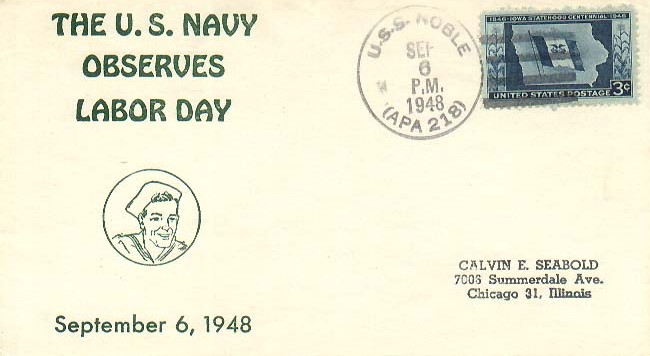 THE U. S. NAVY
OBSERVES
LABOR DAY
U.S.S. NOBLE
SEP
6
P.M.
1948
(APA 218)
1846-IOWA STATEHOOD CENTENNIAL-1946
UNITED STATES POSTAGE 3¢
CALVIN E. SEABOLD
7006 Summerdale Ave.
Chicago 31, Illinois
September 6, 1948